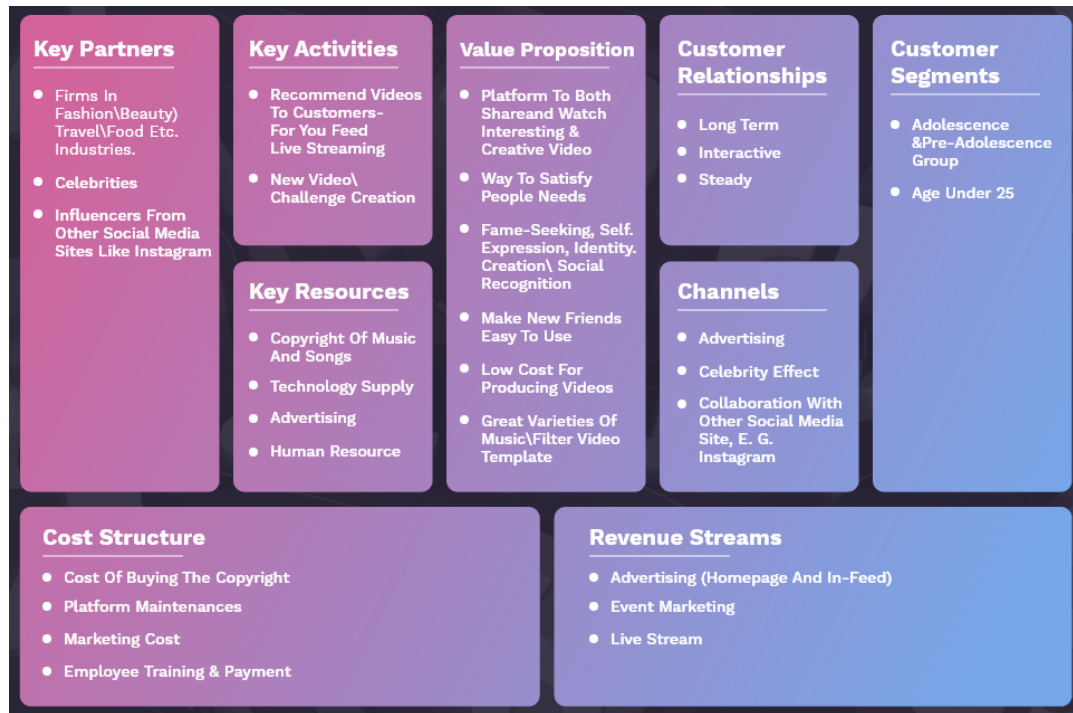 Key Partners
Firms In
Fashion\Beauty)
Travel\Food Etc.
Industries.
Celebrities
Influencers From
Other Social Media
Sites Like Instagram
Key Activities
Recommend Videos
To Customers-
For You Feed
Live Streaming
New Video\
Challenge Creation
Key Resources
Copyright Of Music
And Songs
Technology Supply
Advertising
Human Resource
Value Proposition
Platform To Both
Shareand Watch
Interesting &
Creative Video
Way To Satisfy
People Needs
Fame-Seeking, Self.
Expression, Identity.
Creation\ Social
Recognition
Make New Friends
Easy To Use
Low Cost For
Producing Videos
Great Varieties Of
Music\Filter Video
Template
Customer
Relationships
Long Term
Interactive
Steady
Channels
Advertising
Celebrity Effect
Collaboration With
Other Social Media
Site, E. G.
Instagram
Customer
Segments
Adolescence
&Pre-Adolescence
Group
Age Under 25
Cost Structure
Cost Of Buying The Copyright
Platform Maintenances
Marketing Cost
Employee Training & Payment
Revenue Streams
Advertising (Homepage And In-Feed)
Event Marketing
Live Stream